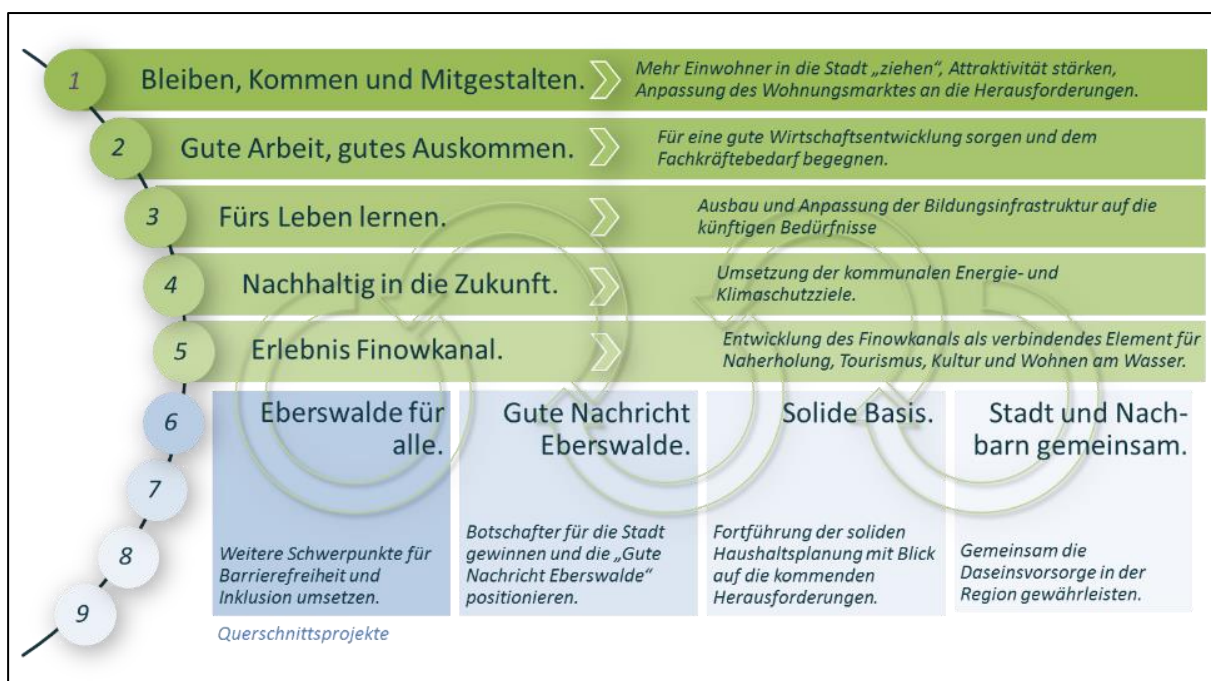 1
Bleiben, Kommen und Mitgestalten.
Mehr Einwohner in die Stadt „ziehen“, Attraktivität stärken,
Anpassung des Wohnungsmarktes an die Herausforderungen.
2
Gute Arbeit, gutes Auskommen.
Für eine gute Wirtschaftsentwicklung sorgen und dem
Fachkräftebedarf begegnen.
3
Fürs Leben lernen.
Ausbau und Anpassung der Bildungsinfrastruktur auf die
künftigen Bedürfnisse
4
Nachhaltig in die Zukunft.
Umsetzung der kommunalen Energie- und
Klimaschutzziele.
5
Erlebnis Finowkanal.
Entwicklung des Finowkanals als verbindendes Element für
Naherholung, Tourismus, Kultur und Wohnen am Wasser.
6
7
8
9
Eberswalde für
alle.
Weitere Schwerpunkte für
Barrierefreiheit und
Inklusion umsetzen.
Gute Nachricht
Eberswalde.
Botschafter für die Stadt
gewinnen und die „Gute
Nachricht Eberswalde“
positionieren.
Solide Basis.
Fortführung der soliden
Haushaltsplanung mit Blick
auf die kommenden
Herausforderungen.
Stadt und Nach-
barn gemeinsam.
Gemeinsam die
Daseinsvorsorge in der
Region gewährleisten.
Querschnittsprojekte